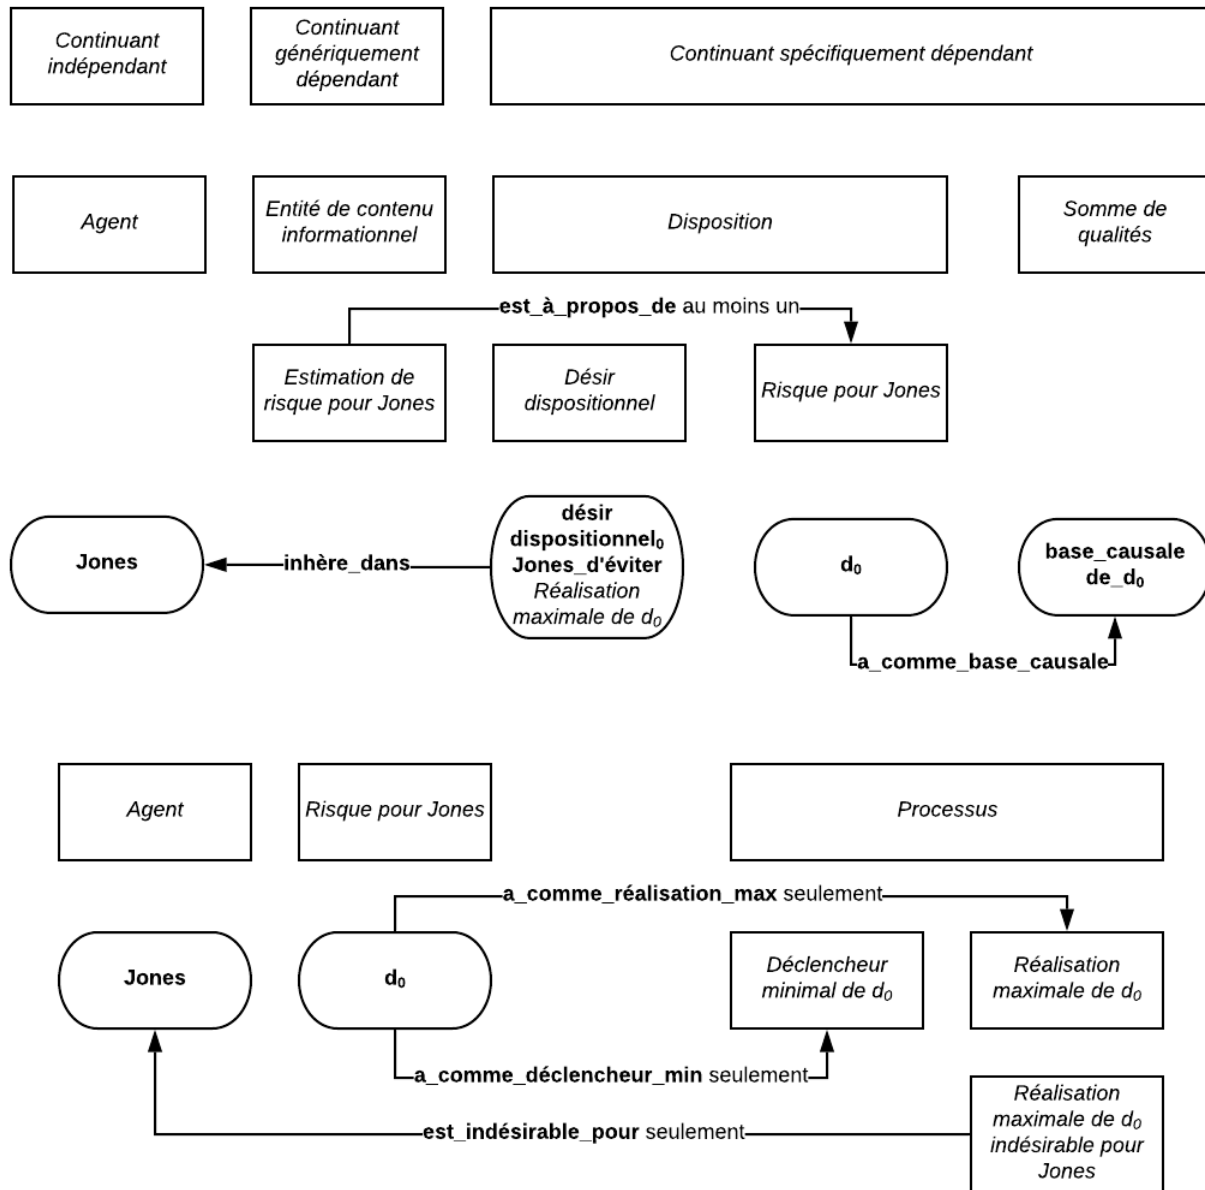 Continuant
indépendant
Continuant
génériquement
dépendant
Continuant spécifiquement dépendant
Agent
Entité de contenu
informationnel
Disposition
Somme de
qualités
est_à_propos_de au moins un
Estimation de
risque pour Jones
Désir
dispositionnel
Risque pour Jones
Jones
inhère_dans
désir
dispositionnel₀
Jones_d'éviter
Réalisation
maximale de d₀
d₀
base_causale
de_d₀
a_comme_base_causale
Agent
Risque pour Jones
Processus
a_comme_réalisation_max seulement
Jones
d₀
Déclencheur
minimal de d₀
Réalisation
maximale de d₀
a_comme_déclencheur_min seulement
est_indésirable_pour seulement
Réalisation
maximale de d₀
indésirable pour
Jones